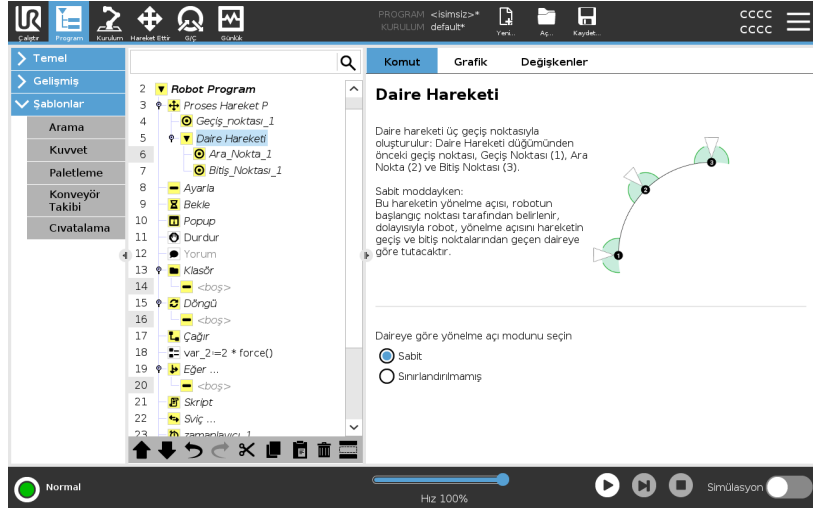 UR
PROGRAM <isimsiz>*
KURULUM default*
cccc
cccc
Çalıştır
Program
Kurulum
Hareket Ettir
G/Ç
Günlük
Yeni...
Aç...
Kaydet...
Temel
Gelişmiş
Şablonlar
Arama
Kuvvet
Paletleme
Konveyör
Takibi
Cıvatalama
2 Robot Program
3 Proses Hareket P
4 Geçiş_noktası_1
5 Daire Hareketi
6 Ara_Nokta_1
7 Bitiş_Noktası_1
8 Ayarla
9 Bekle
10 Popup
11 Durdur
12 Yorum
13 Klasör
14 <boş>
15 Döngü
16 <boş>
17 Çağır
18 var_2:=2 * force()
19 Eğer ...
20 <boş>
21 Skript
22 Sviç ...
23 zamanlayıcı_1
Komut Grafik Değişkenler
Daire Hareketi
Daire hareketi üç geçiş noktasıyla
oluşturulur: Daire Hareketi düğümünden
önceki geçiş noktası, Geçiş Noktası (1), Ara
Nokta (2) ve Bitiş Noktası (3).
Sabit moddayken:
Bu hareketin yönelme açısı, robotun
başlangıç noktası tarafından belirlenir,
dolayısıyla robot, yönelme açısını hareketin
geçiş ve bitiş noktalarından geçen daireye
göre tutacaktır.
3
2
1
Daireye göre yönelme açı modunu seçin
Sabit
Sınırlandırılmamış
Normal
Hız 100%
Simülasyon